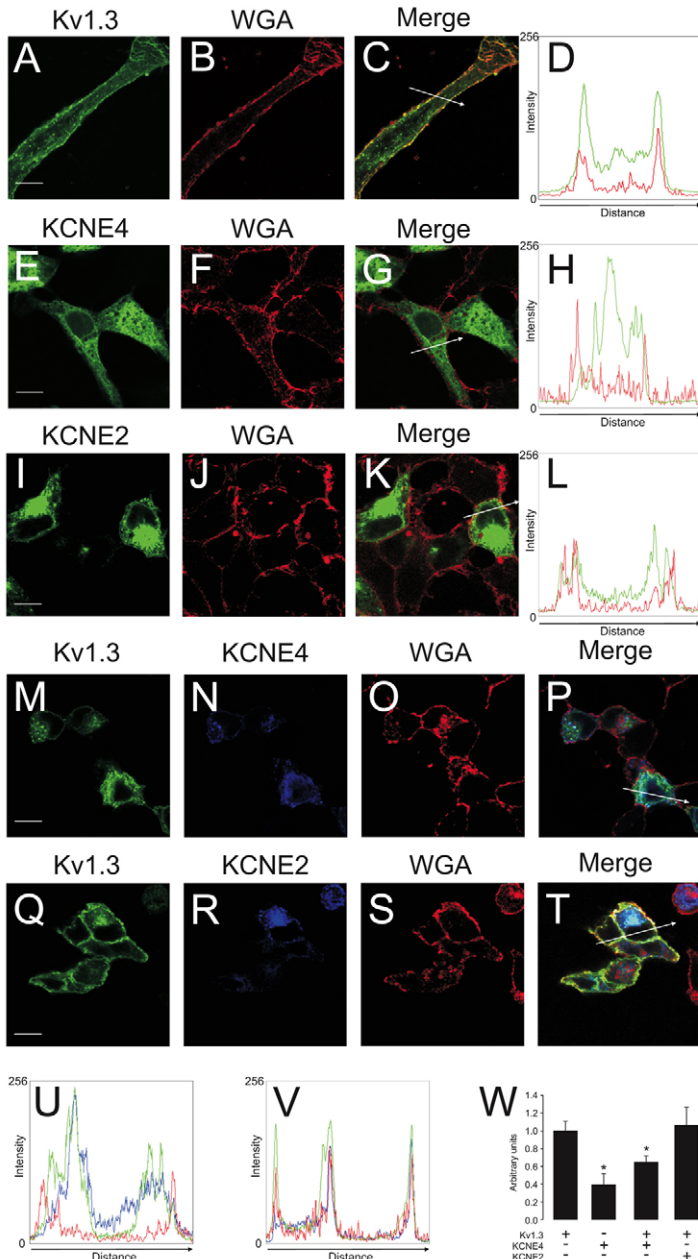 Kv1.3 WGA Merge
A B C D
256
Intensity
0
Distance
KCNE4 WGA Merge
E F G H
256
Intensity
0
Distance
KCNE2 WGA Merge
I J K L
256
Intensity
0
Distance
Kv1.3 KCNE4 WGA Merge
M N O P
Kv1.3 KCNE2 WGA Merge
Q R S T
U
256
Intensity
0
Distance
V
256
Intensity
0
Distance
W
Arbitrary units
1.4
1.2
1.0
0.8
0.6
0.4
0.2
0.0
* *
Kv1.3 + - + +
KCNE4 - + + -
KCNE2 - - - +